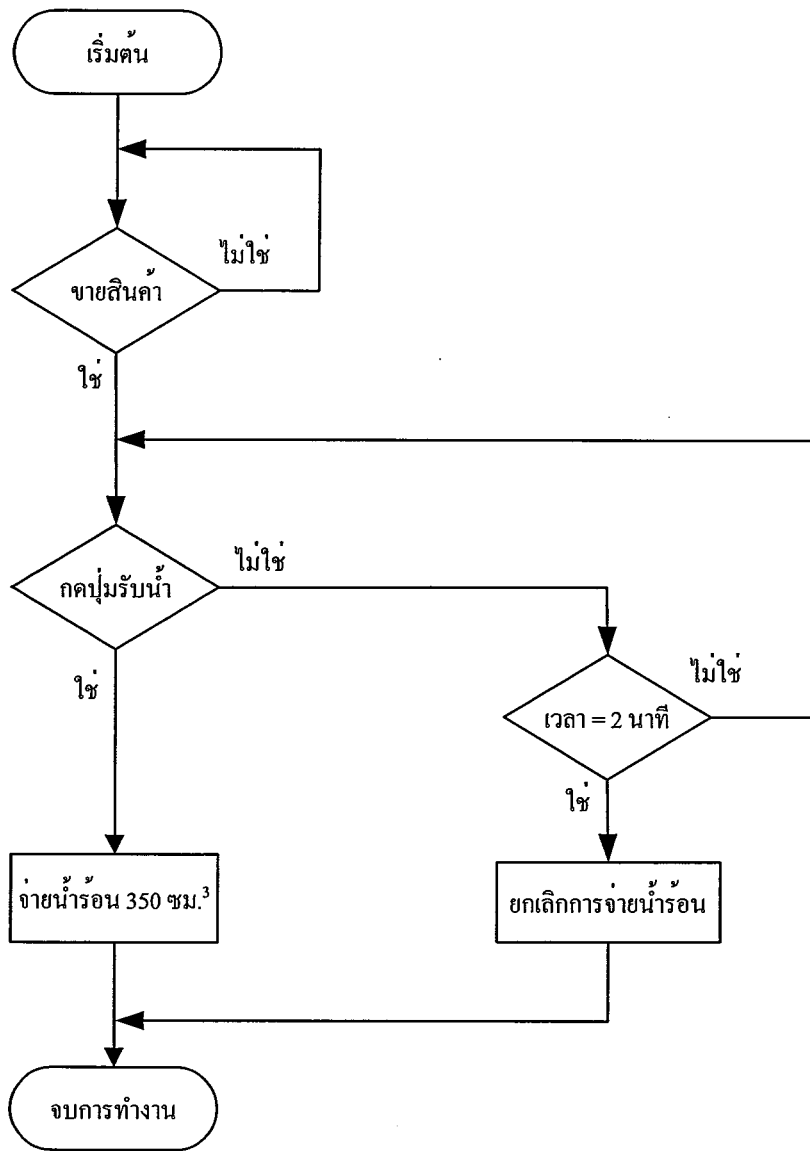 เริ่มต้น
ไม่ใช่
ขายสินค้า
ใช่
ไม่ใช่
กดปุ่มรับน้ำ
ใช่
ไม่ใช่
เวลา = 2 นาที
ใช่
จ่ายน้ำร้อน 350 ซม.³
ยกเลิกการจ่ายน้ำร้อน
จบการทำงาน